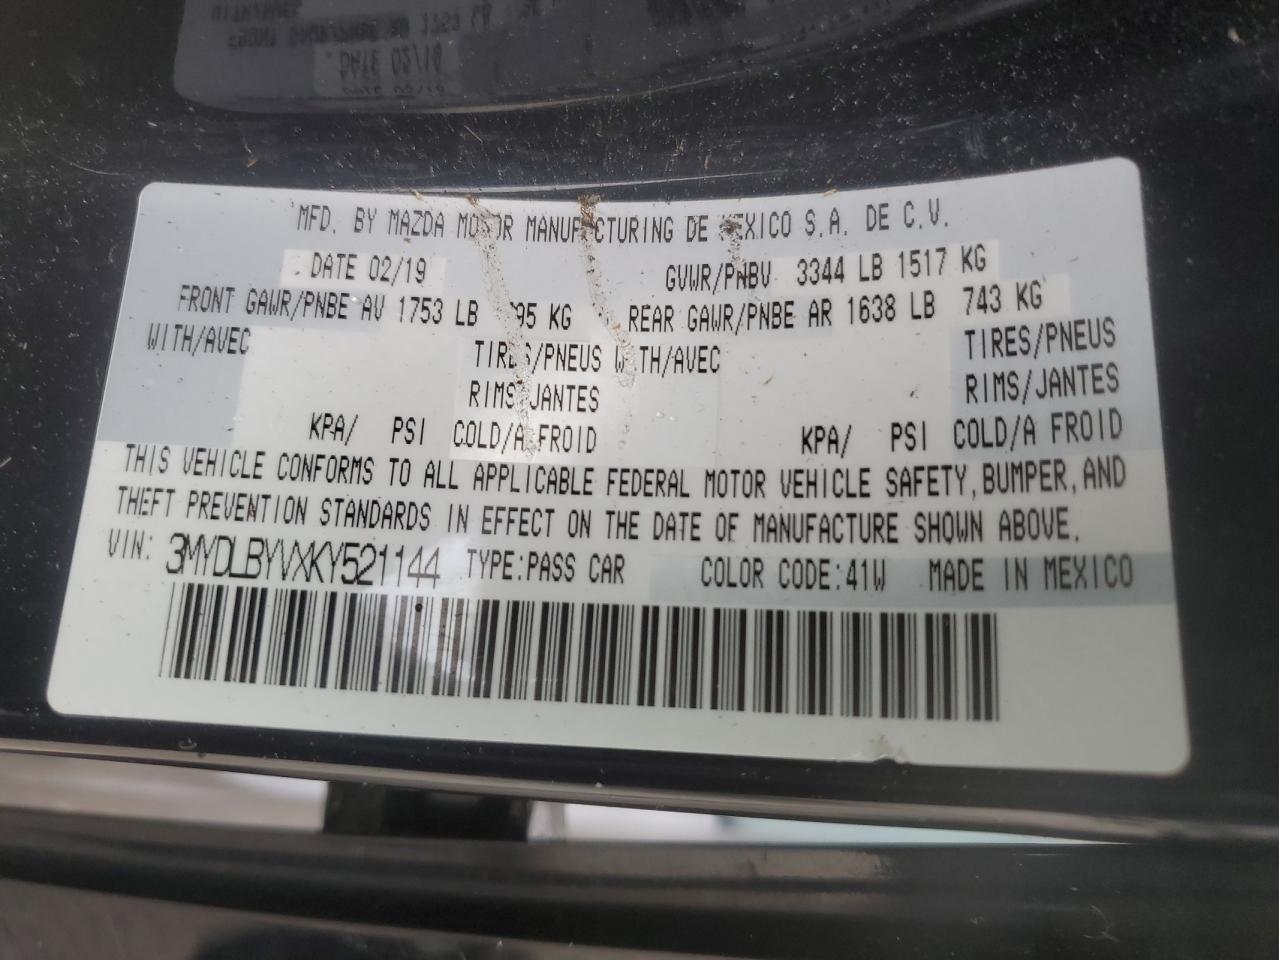 MFD. BY MAZDA MOTOR MANUFACTURING DE MEXICO S.A. DE C.V.
DATE 02/19 GVWR/PNBV 3344 LB 1517 KG
FRONT GAWR/PNBE AV 1753 LB 795 KG REAR GAWR/PNBE AR 1638 LB 743 KG
WITH/AVEC TIRES/PNEUS WITH/AVEC TIRES/PNEUS
RIMS/JANTES RIMS/JANTES
KPA/ PSI COLD/A FROID KPA/ PSI COLD/A FROID
THIS VEHICLE CONFORMS TO ALL APPLICABLE FEDERAL MOTOR VEHICLE SAFETY, BUMPER, AND
THEFT PREVENTION STANDARDS IN EFFECT ON THE DATE OF MANUFACTURE SHOWN ABOVE.
VIN: 3MYDLBYVXKY521144 TYPE:PASS CAR COLOR CODE:41W MADE IN MEXICO